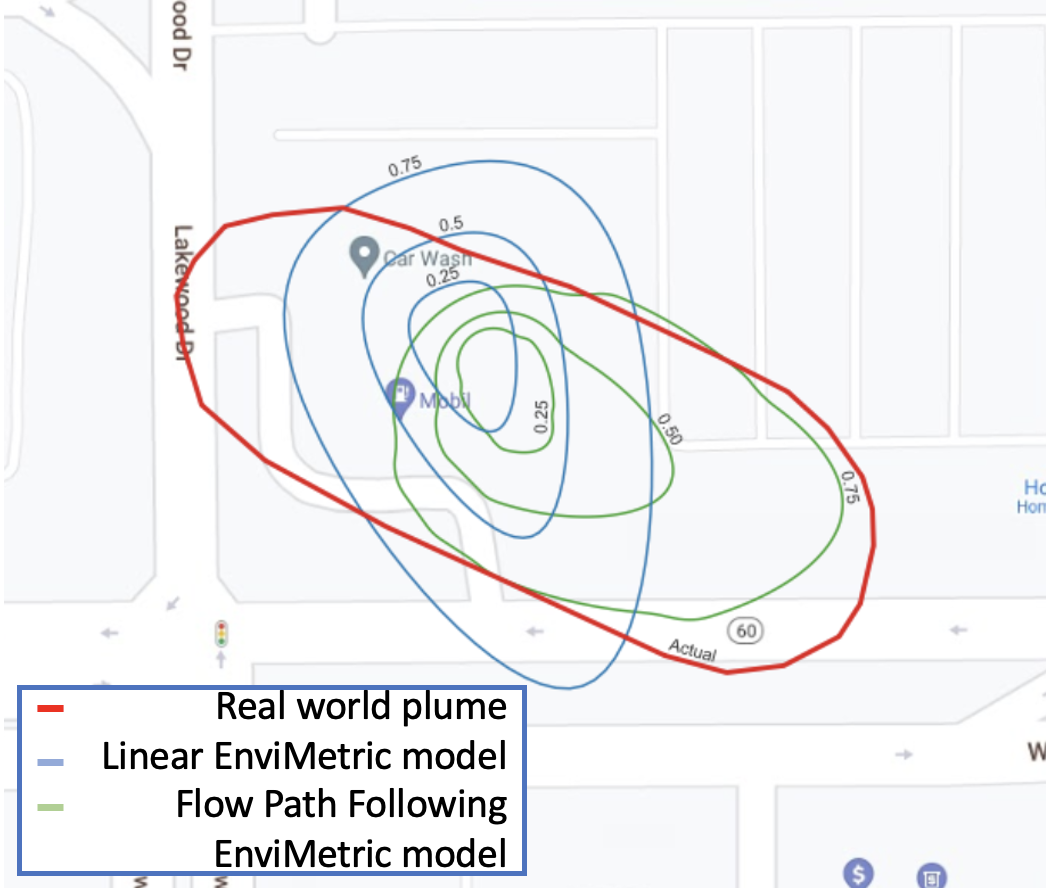 ood Dr
0.75
0.5
Car Wash
0.25
Lakewood Dr
Mobil
0.25
0.50
0.75
Ho
Hom
60
Actual
Real world plume
Linear EnviMetric model
Flow Path Following
EnviMetric model
W
w
w
$